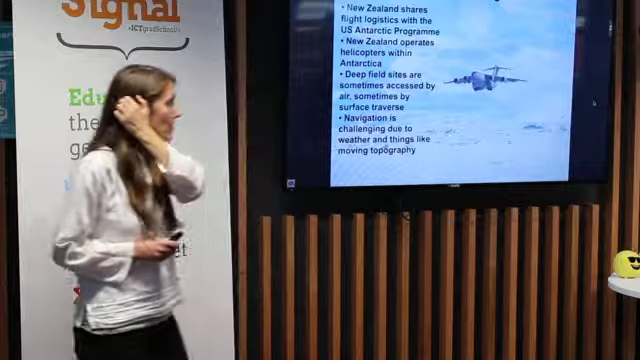 Signal
•ICTgradSchool•
• New Zealand shares
flight logistics with the
US Antarctic Programme
• New Zealand operates
helicopters within
Antarctica
• Deep field sites are
sometimes accessed by
air, sometimes by
surface traverse
• Navigation is
challenging due to
weather and things like
moving topography
Edu
the
ge
et